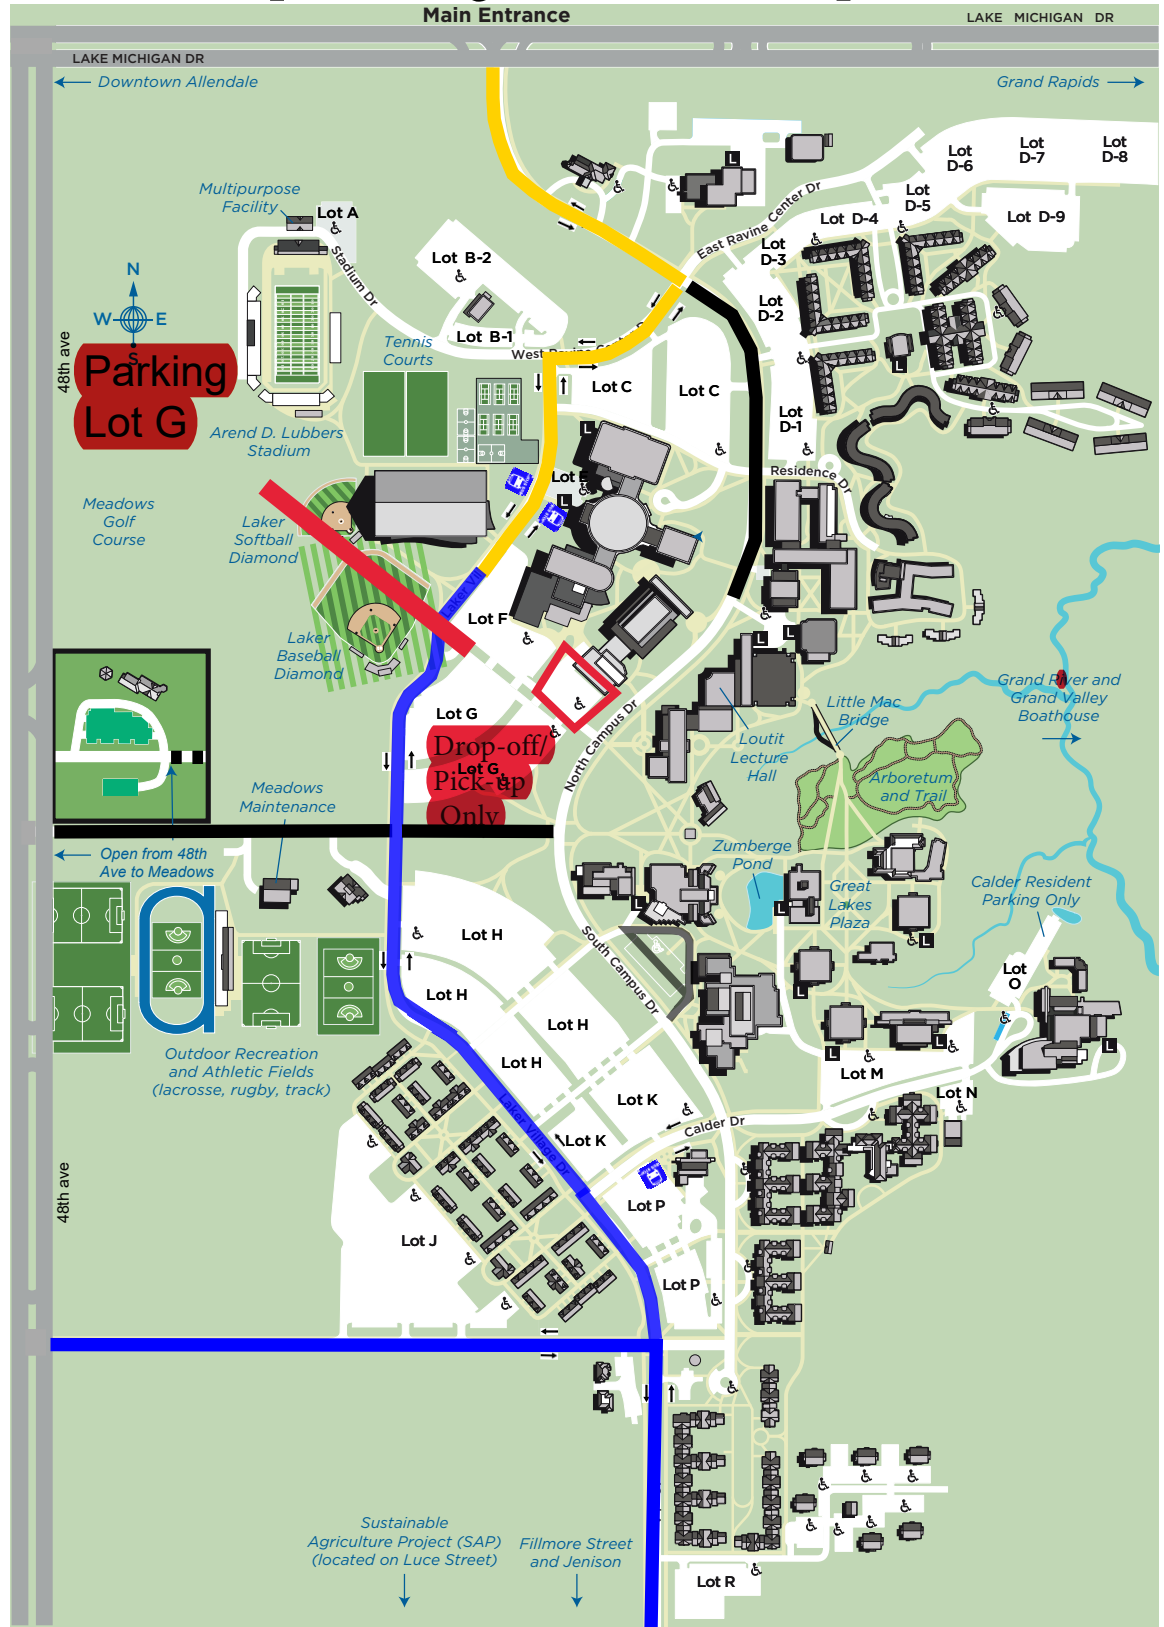 Main Entrance
LAKE MICHIGAN DR
LAKE MICHIGAN DR
Downtown Allendale
Grand Rapids
Lot
D-6
Lot
D-7
Lot
D-8
Multipurpose
Facility
Lot A
Lot
D-5
Lot D-4
Lot D-9
East Ravine Center Dr
Lot
D-3
Stadium Dr
Lot B-2
N
W
E
S
Lot
D-2
48th ave
Lot B-1
Tennis
Courts
West Ravine
Parking
Lot G
Lot C
Lot C
Lot
D-1
Arend D. Lubbers
Stadium
Residence Dr
Lot E
Meadows
Golf
Course
Laker
Softball
Diamond
Laker Vil
Lot F
Laker
Baseball
Diamond
Grand River and
Grand Valley
Boathouse
Little Mac
Bridge
Lot G
North Campus Dr
Loutit
Lecture
Hall
Drop-off/
Lot G
Pick-up
Only
Arboretum
and Trail
Meadows
Maintenance
Open from 48th
Ave to Meadows
Zumberge
Pond
Great
Lakes
Plaza
Calder Resident
Parking Only
Lot H
South Campus Dr
Lot
O
Lot H
Lot H
Outdoor Recreation
and Athletic Fields
(lacrosse, rugby, track)
Lot H
Lot M
Lot K
Lot N
Laker Village Dr
Calder Dr
Lot K
48th ave
Lot P
Lot J
Lot P
Sustainable
Agriculture Project (SAP)
(located on Luce Street)
Fillmore Street
and Jenison
Lot R
L
L
L
L
L
L
L
L
L
L
L
L
L
L